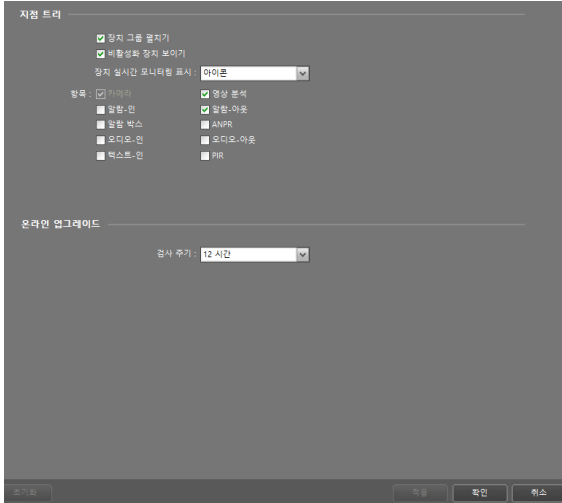 지점 트리
장치 그룹 펼치기
비활성화 장치 보이기
장치 실시간 모니터링 표시 : 아이콘
항목 : 카메라 영상 분석
알람-인 알람-아웃
알람 박스 ANPR
오디오-인 오디오-아웃
텍스트-인 PIR
온라인 업그레이드
검사 주기 : 12 시간
초기화 적용 확인 취소